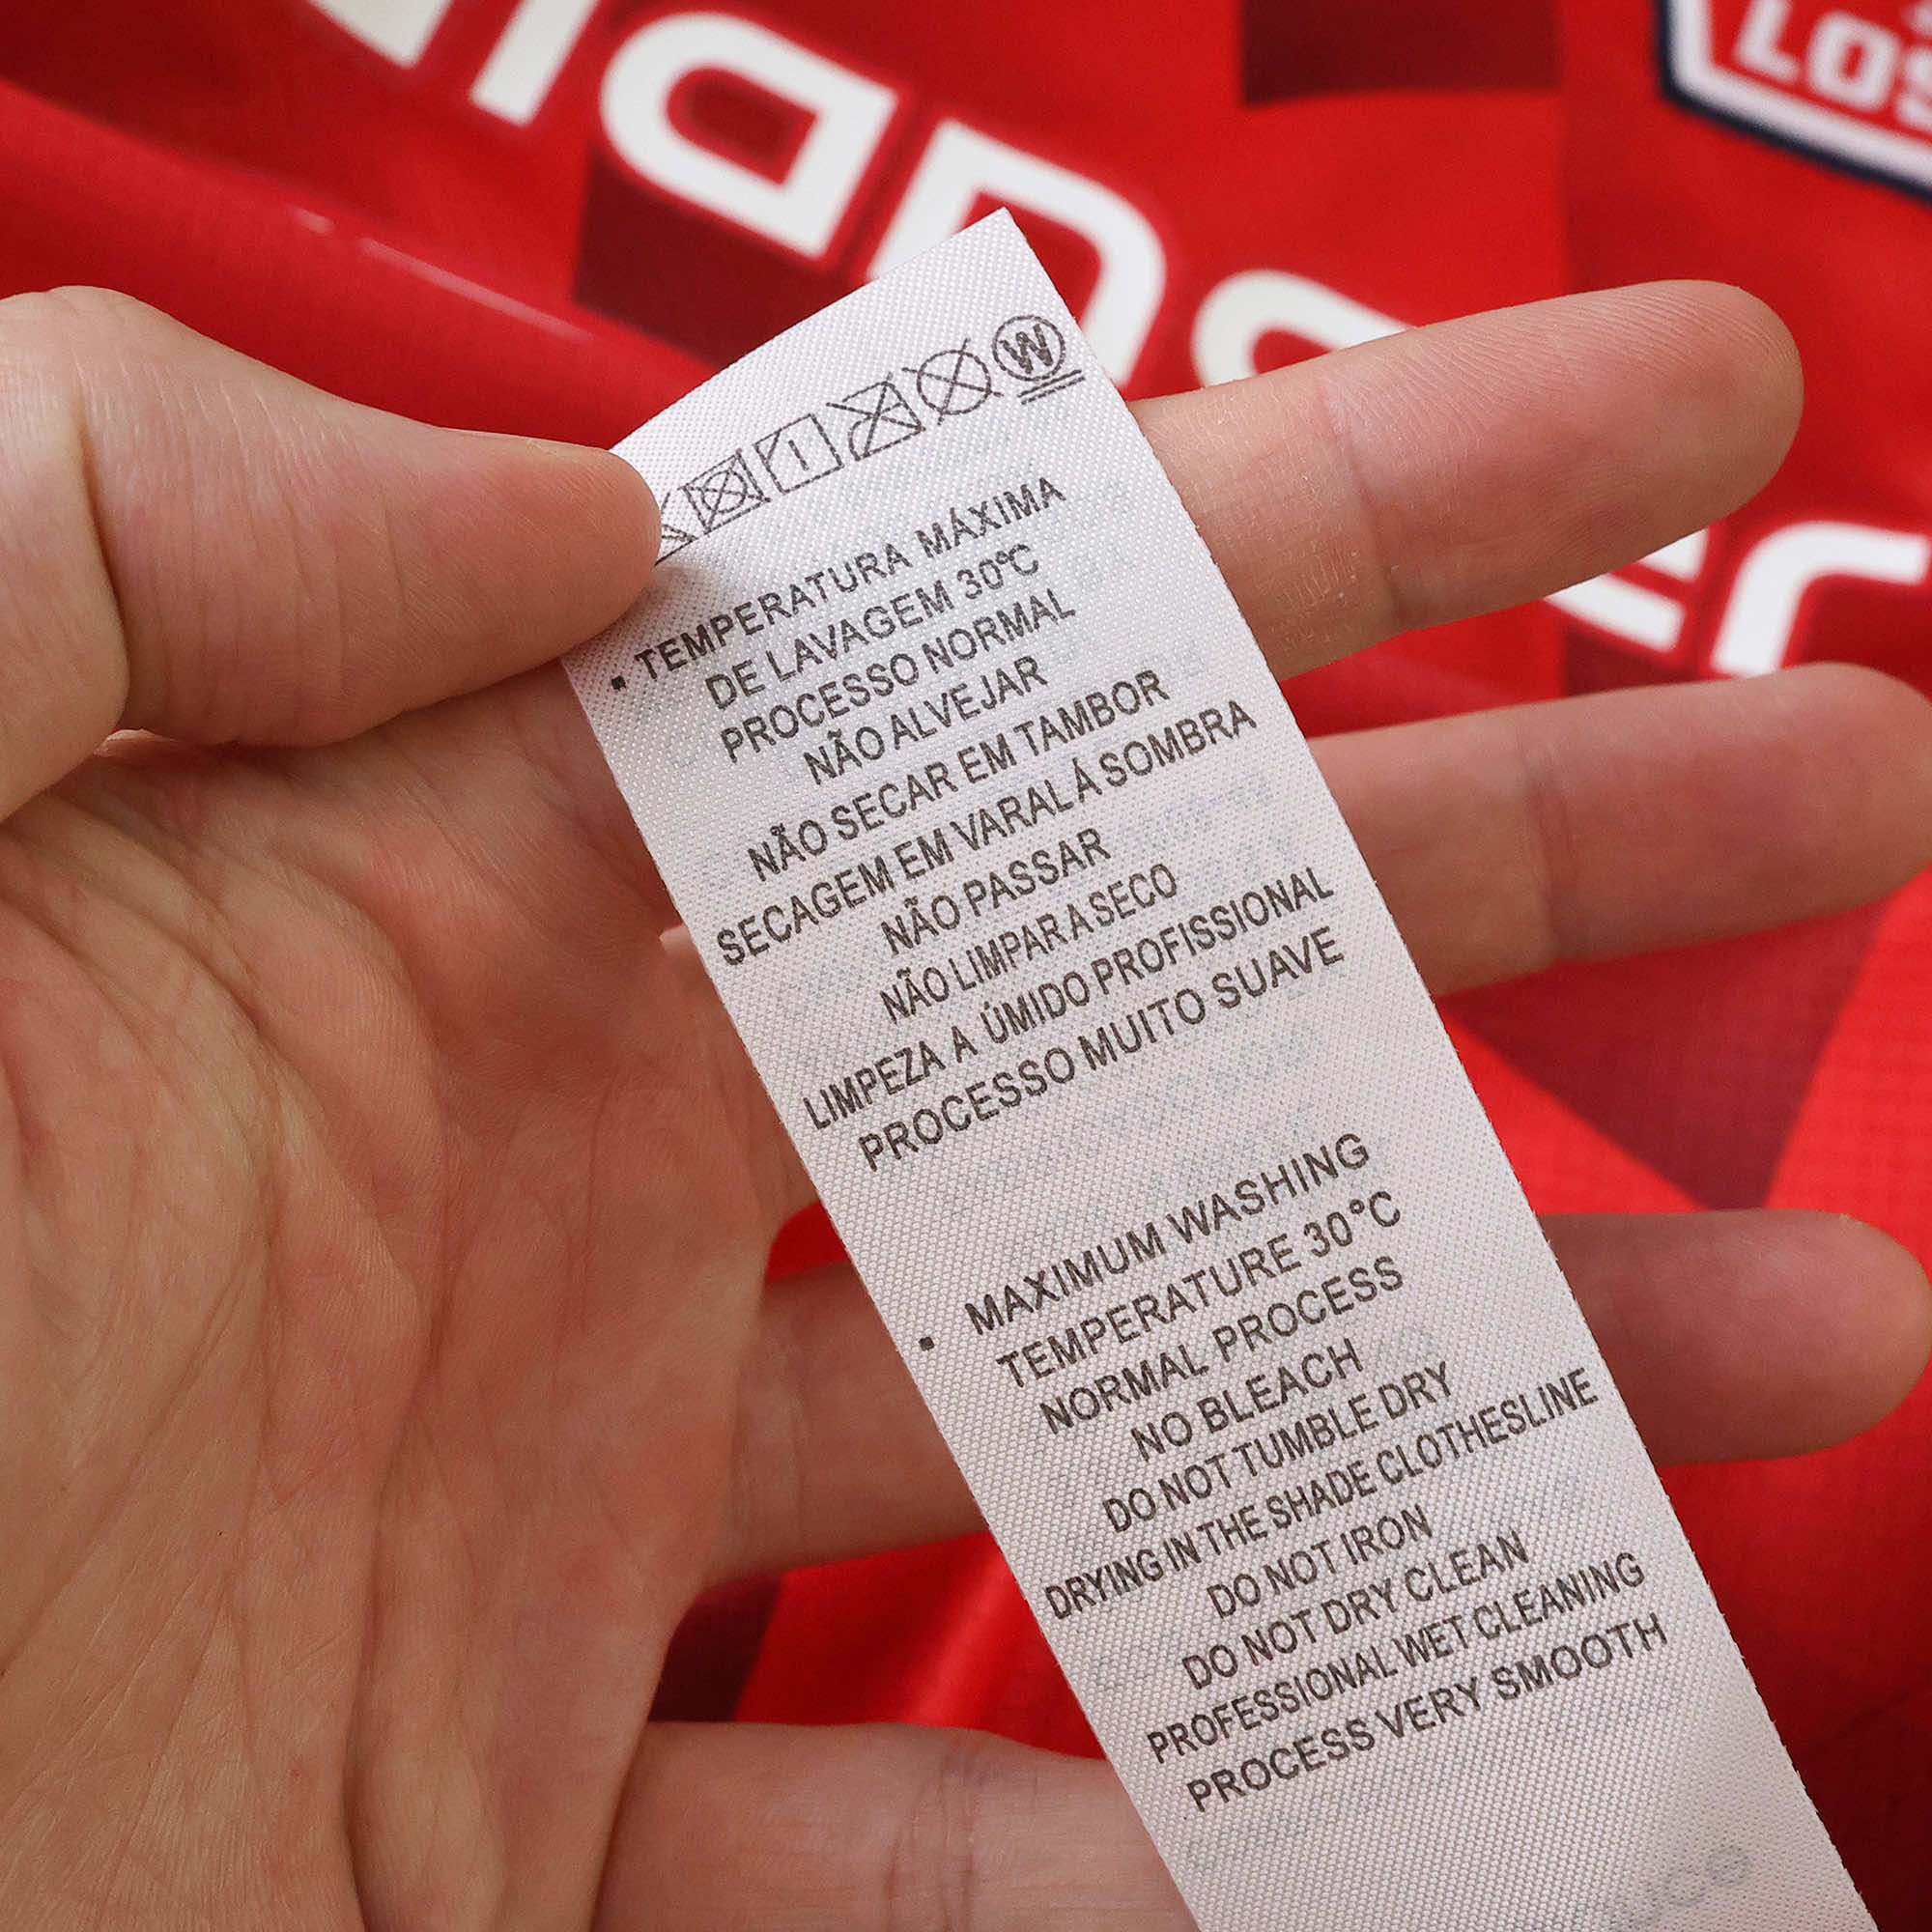 LOS
W
TEMPERATURA MÁXIMA
DE LAVAGEM 30ºC
PROCESSO NORMAL
NÃO ALVEJAR
NÃO SECAR EM TAMBOR
SECAGEM EM VARAL Á SOMBRA
NÃO PASSAR
NÃO LIMPAR A SECO
LIMPEZA A ÚMIDO PROFISSIONAL
PROCESSO MUITO SUAVE
MAXIMUM WASHING
TEMPERATURE 30°C
NORMAL PROCESS
NO BLEACH
DO NOT TUMBLE DRY
DRYING IN THE SHADE CLOTHESLINE
DO NOT IRON
DO NOT DRY CLEAN
PROFESSIONAL WET CLEANING
PROCESS VERY SMOOTH